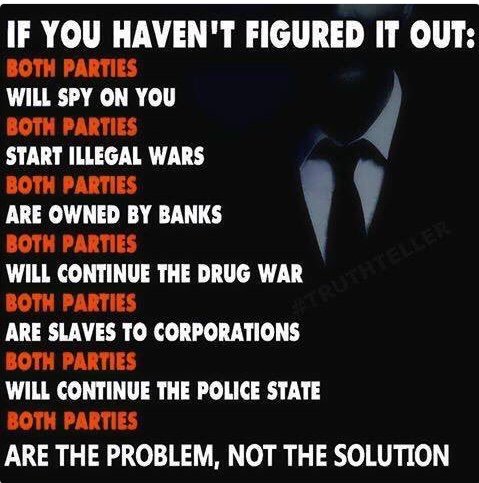 IF YOU HAVEN'T FIGURED IT OUT:
BOTH PARTIES
WILL SPY ON YOU
BOTH PARTIES
START ILLEGAL WARS
BOTH PARTIES
ARE OWNED BY BANKS
BOTH PARTIES
WILL CONTINUE THE DRUG WAR
BOTH PARTIES
ARE SLAVES TO CORPORATIONS
BOTH PARTIES
WILL CONTINUE THE POLICE STATE
BOTH PARTIES
ARE THE PROBLEM, NOT THE SOLUTION
#TRUTHTELLER